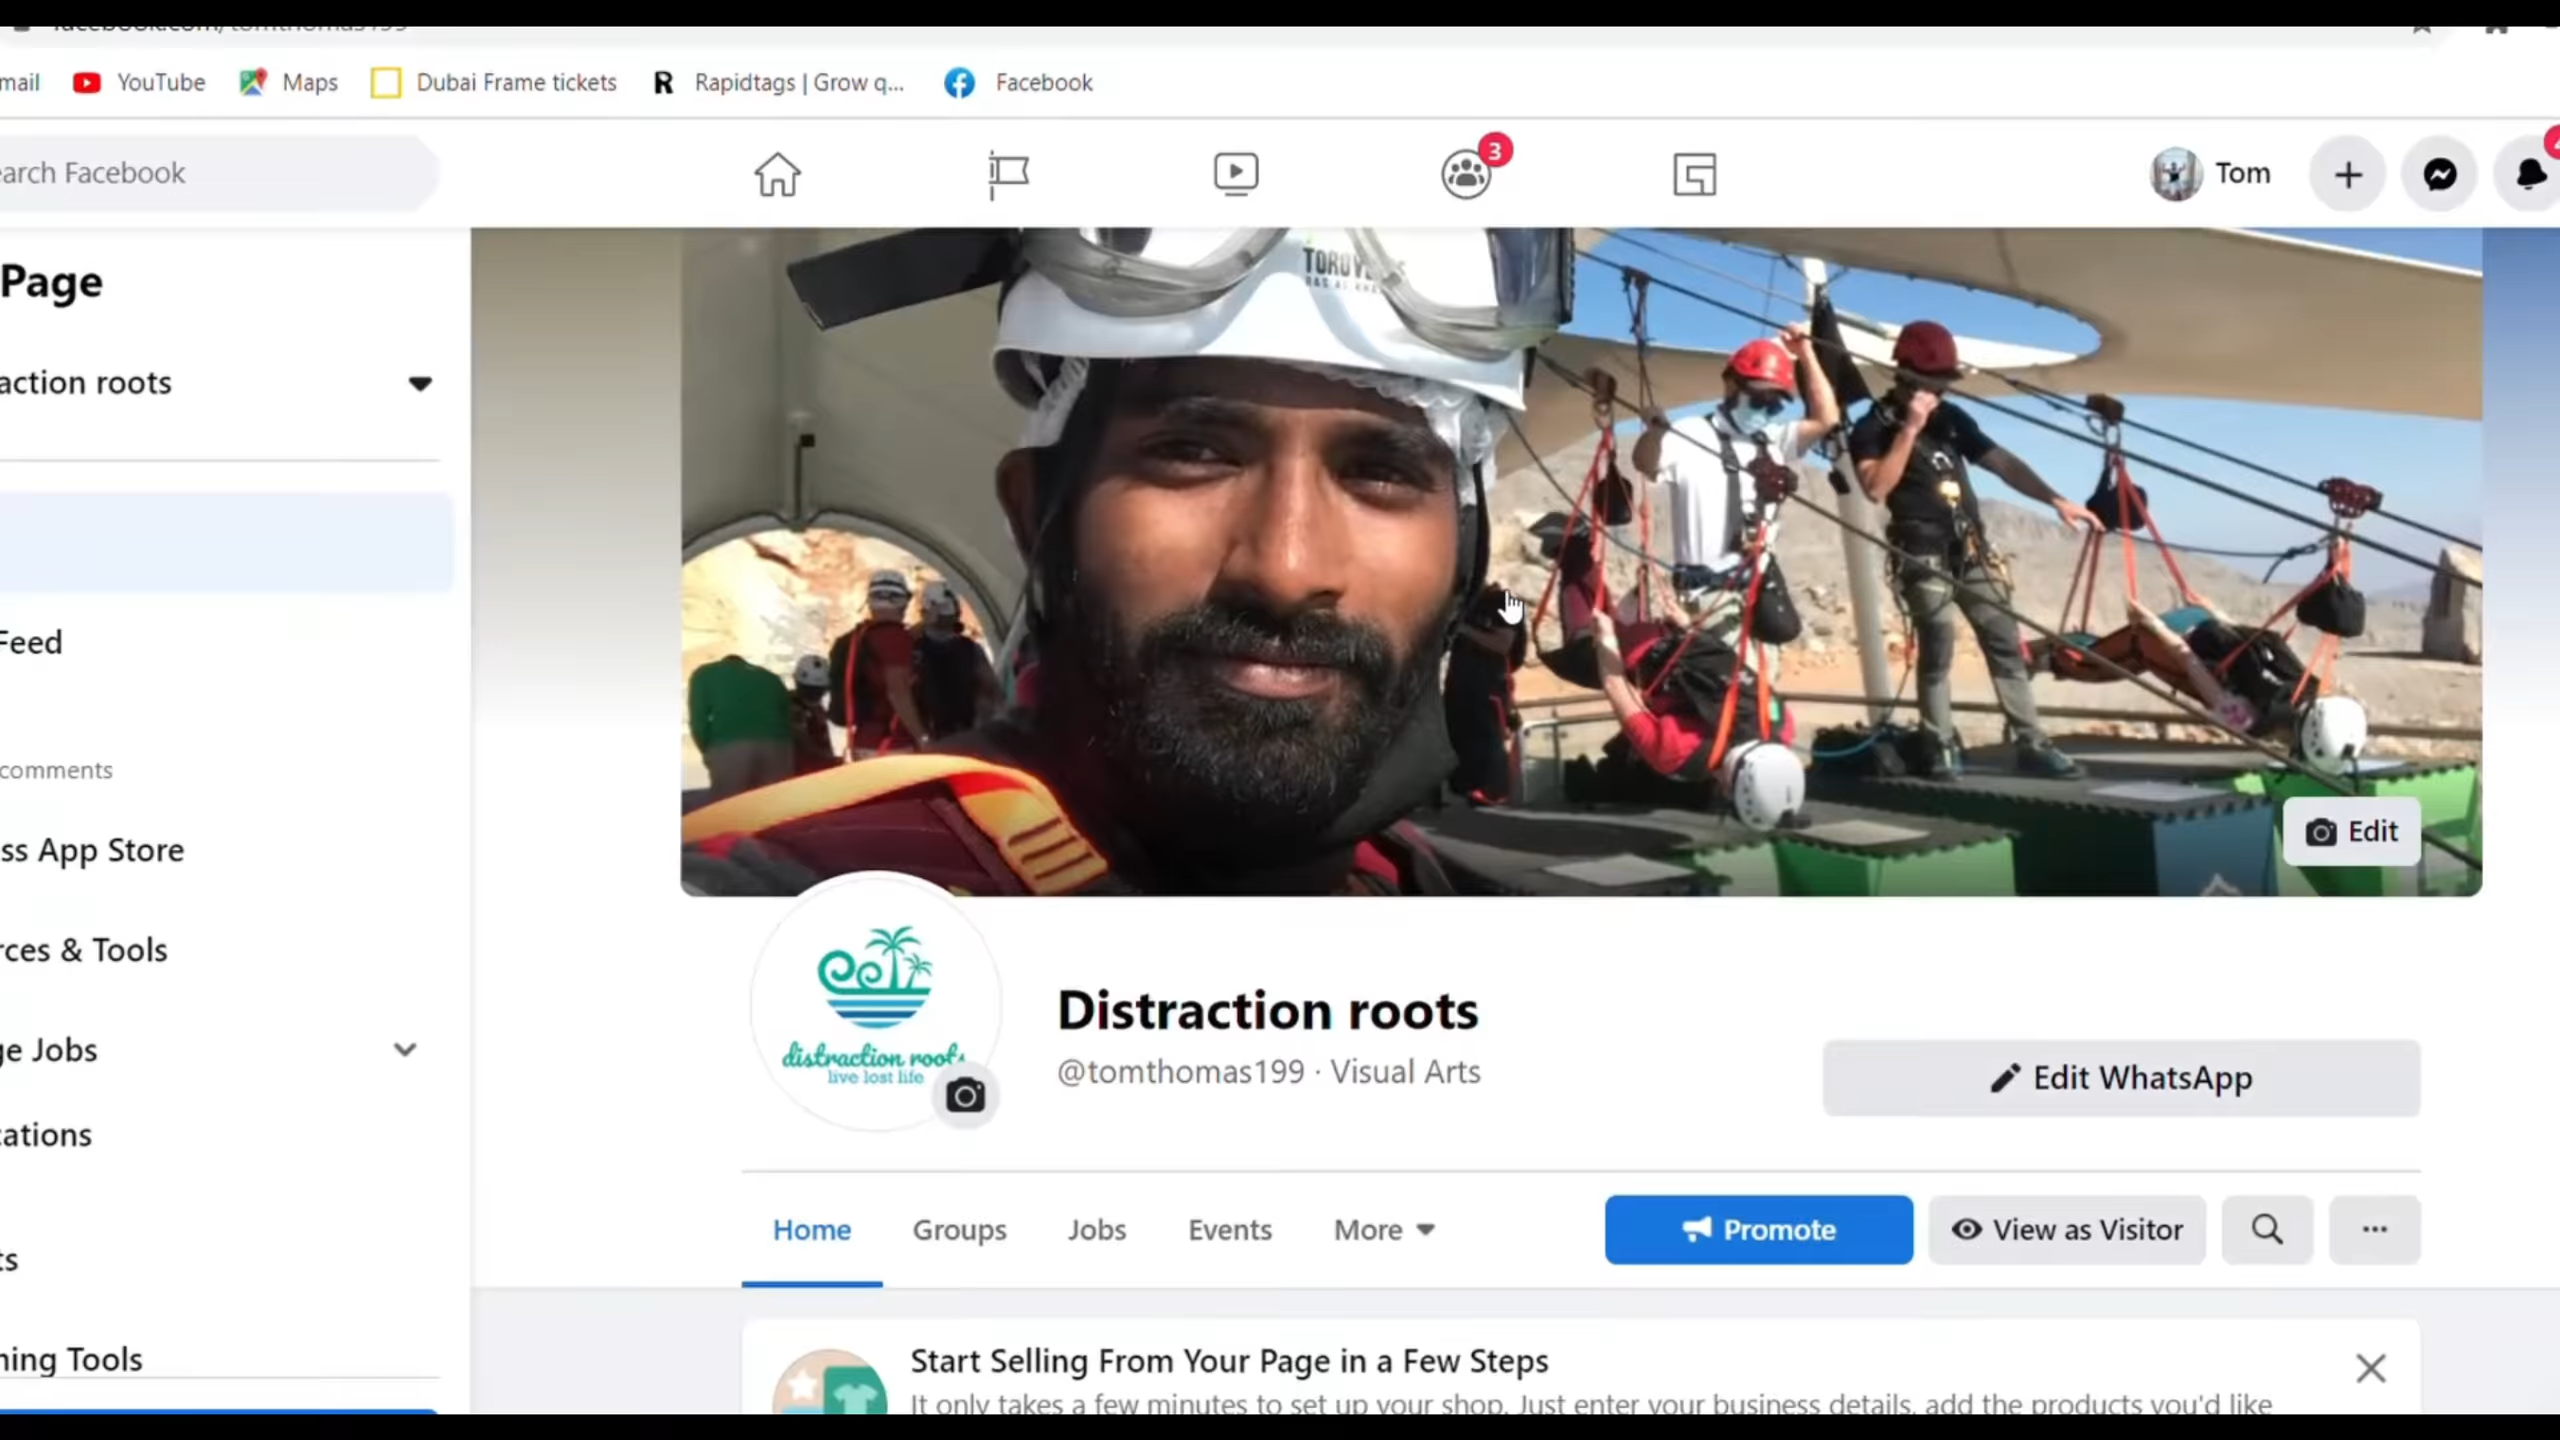 mail YouTube Maps Dubai Frame tickets Rapidtags | Grow q... Facebook
arch Facebook
3
Tom
Page
action roots
Feed
comments
ss App Store
rces & Tools
ge Jobs
ations
ts
ning Tools
Edit
distraction roots
live lost life
Distraction roots
@tomthomas199 · Visual Arts
Edit WhatsApp
Home Groups Jobs Events More Promote View as Visitor
Start Selling From Your Page in a Few Steps
It only takes a few minutes to set up your shop. Just enter your business details, add the products you'd like